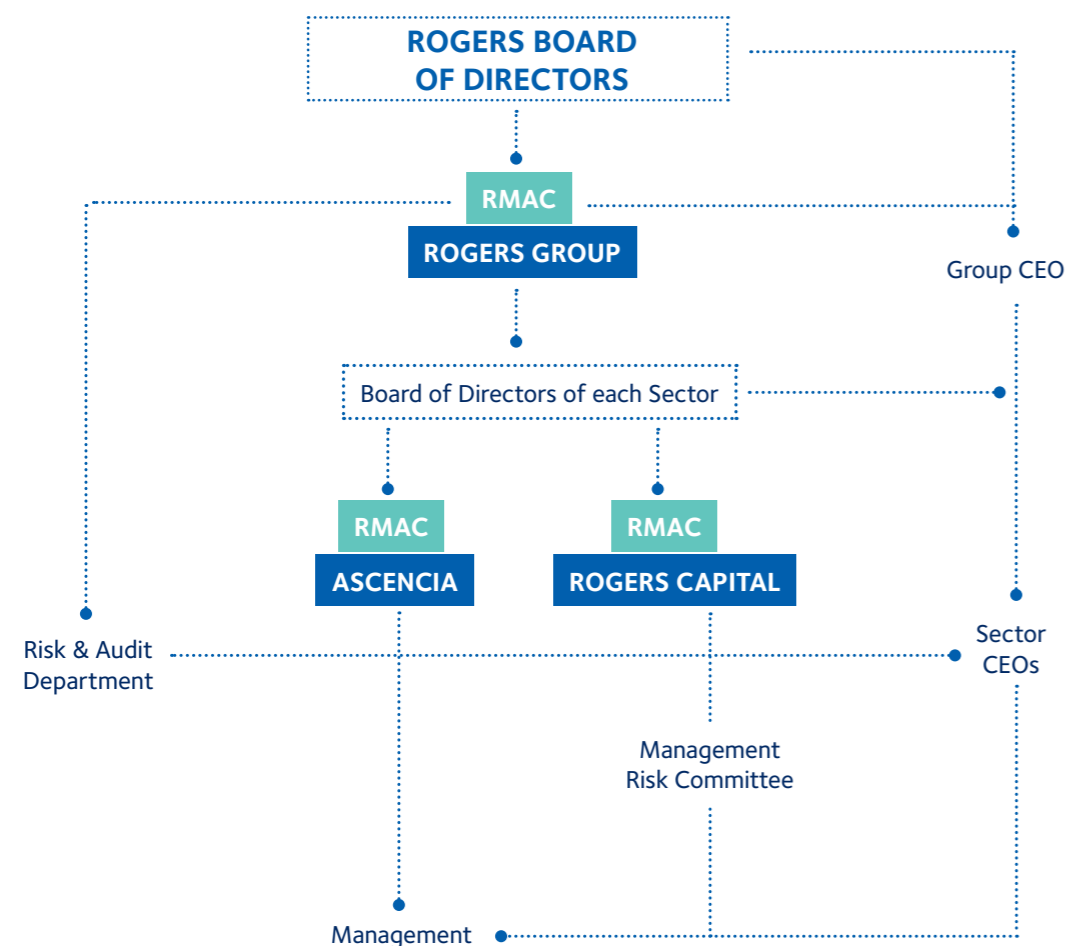 ROGERS BOARD
OF DIRECTORS
RMAC
ROGERS GROUP
Group CEO
Board of Directors of each Sector
RMAC
ASCENCIA
RMAC
ROGERS CAPITAL
Risk & Audit
Department
Sector
CEOs
Management
Risk Committee
Management